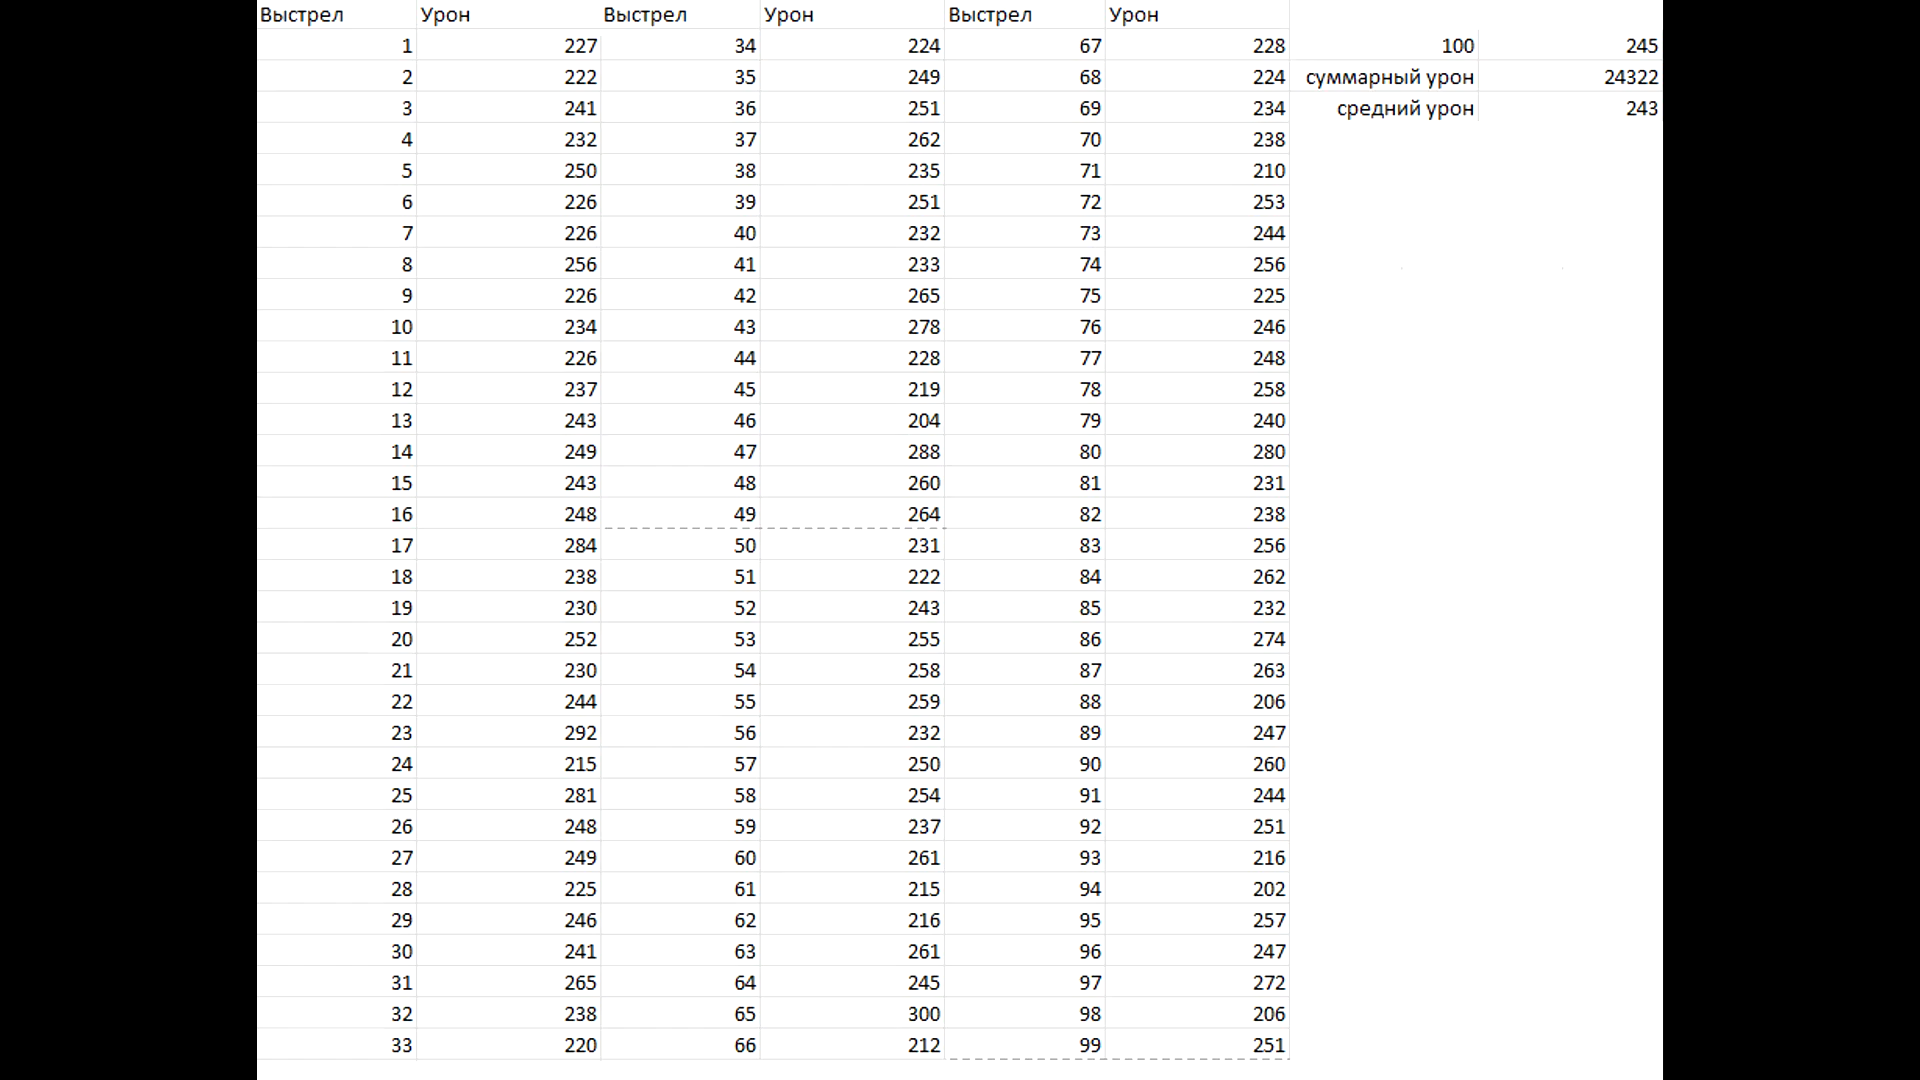 Выстрел Урон Выстрел Урон Выстрел Урон
1 227 34 224 67 228 100 245
2 222 35 249 68 224 суммарный урон 24322
3 241 36 251 69 234 средний урон 243
4 232 37 262 70 238
5 250 38 235 71 210
6 226 39 251 72 253
7 226 40 232 73 244
8 256 41 233 74 256
9 226 42 265 75 225
10 234 43 278 76 246
11 226 44 228 77 248
12 237 45 219 78 258
13 243 46 204 79 240
14 249 47 288 80 280
15 243 48 260 81 231
16 248 49 264 82 238
17 284 50 231 83 256
18 238 51 222 84 262
19 230 52 243 85 232
20 252 53 255 86 274
21 230 54 258 87 263
22 244 55 259 88 206
23 292 56 232 89 247
24 215 57 250 90 260
25 281 58 254 91 244
26 248 59 237 92 251
27 249 60 261 93 216
28 225 61 215 94 202
29 246 62 216 95 257
30 241 63 261 96 247
31 265 64 245 97 272
32 238 65 300 98 206
33 220 66 212 99 251